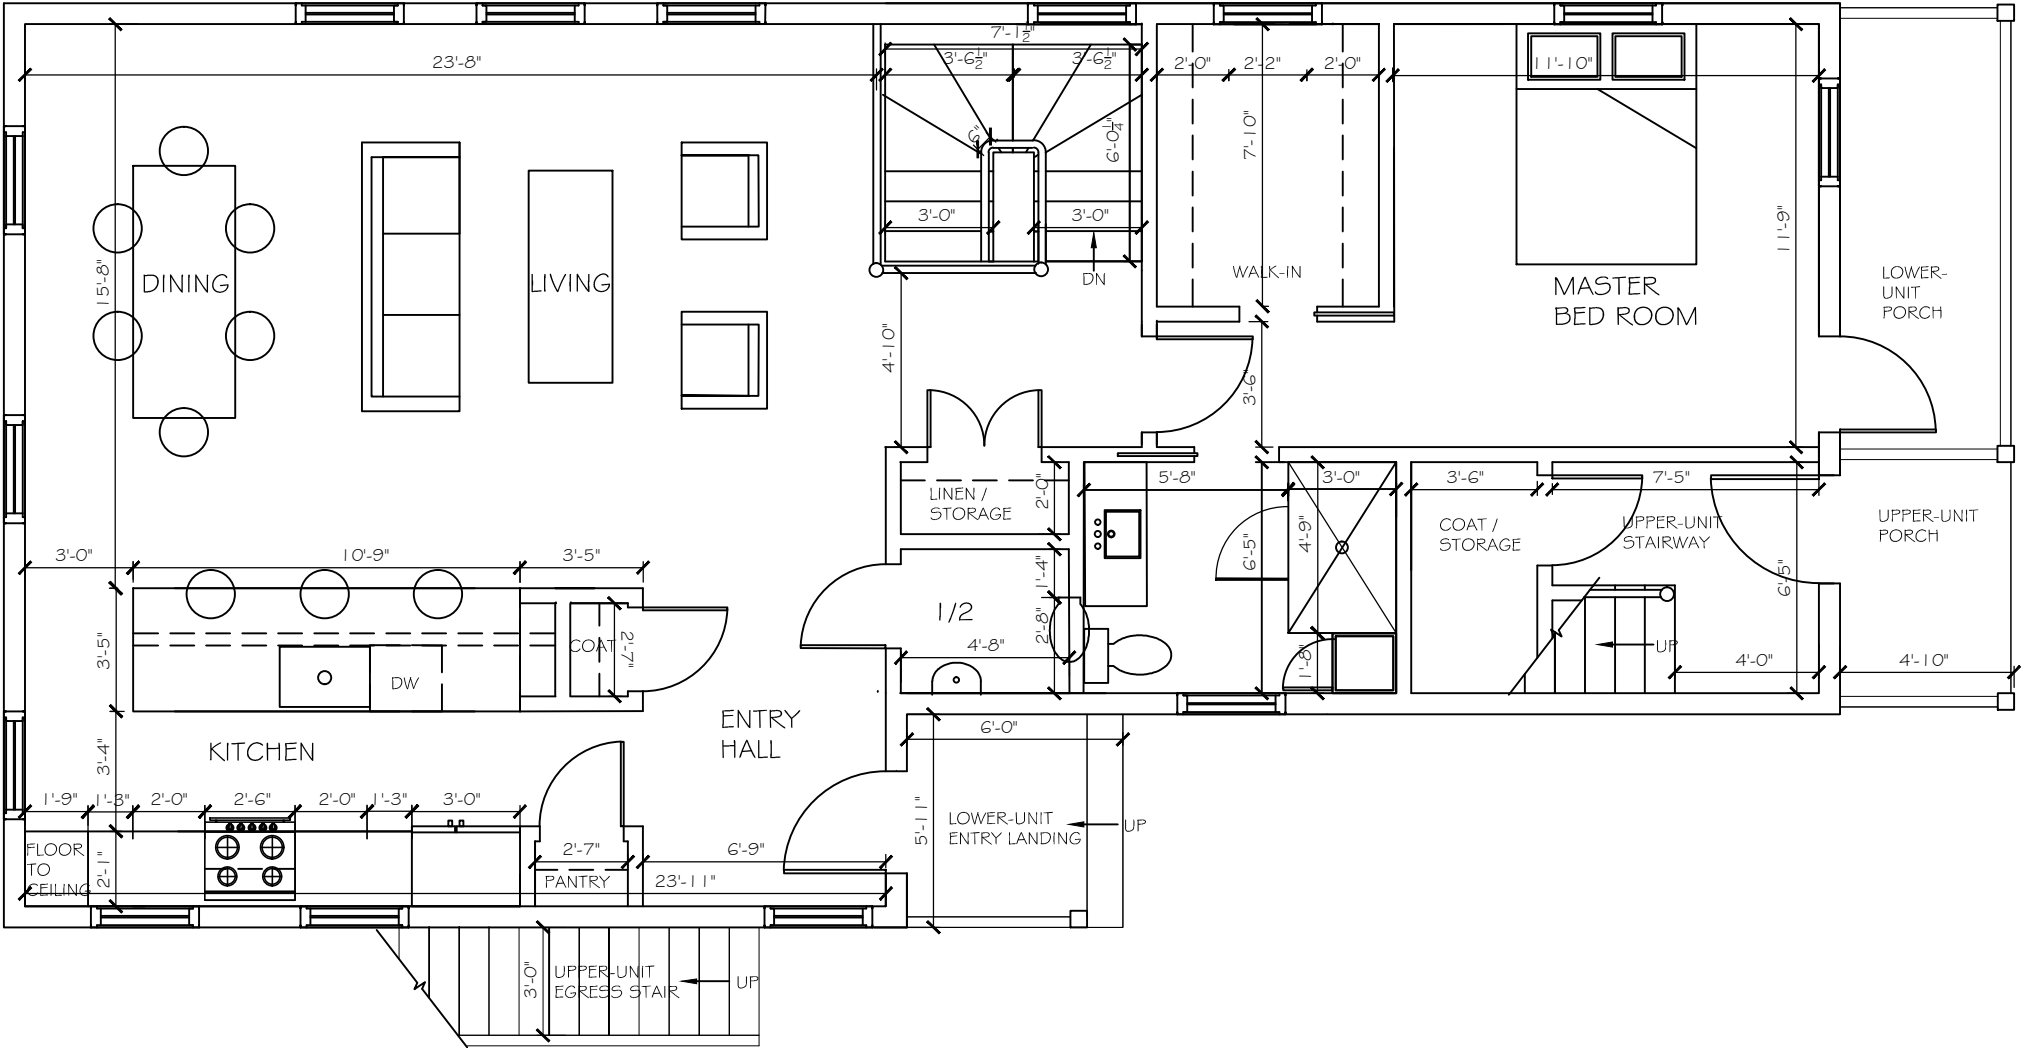 7'-1½"
23'-8"
3'-6½"
3'-6½"
2'-0"
2'-2"
2'-0"
11'-10"
6"
6'-0¼"
7'-10"
3'-0"
3'-0"
11'-9"
DINING
15'-8"
LIVING
DN
WALK-IN
MASTER
BED ROOM
LOWER-
UNIT
PORCH
4'-10"
3'-6"
5'-8"
3'-0"
3'-6"
7'-5"
LINEN /
STORAGE
2'-0"
4'-9"
COAT /
STORAGE
UPPER-UNIT
STAIRWAY
UPPER-UNIT
PORCH
3'-0"
10'-9"
3'-5"
6'-5"
1'-4"
6'-5"
1/2
2'-8"
3'-5"
COAT
2'-7"
4'-8"
1'-8"
UP
4'-0"
4'-10"
DW
ENTRY
HALL
6'-0"
KITCHEN
3'-4"
1'-9"
1'-3"
2'-0"
2'-6"
2'-0"
1'-3"
3'-0"
5'-11"
LOWER-UNIT
ENTRY LANDING
UP
FLOOR
TO
CEILING
2'-1"
2'-7"
6'-9"
PANTRY
23'-11"
3'-0"
UPPER-UNIT
EGRESS STAIR
UP